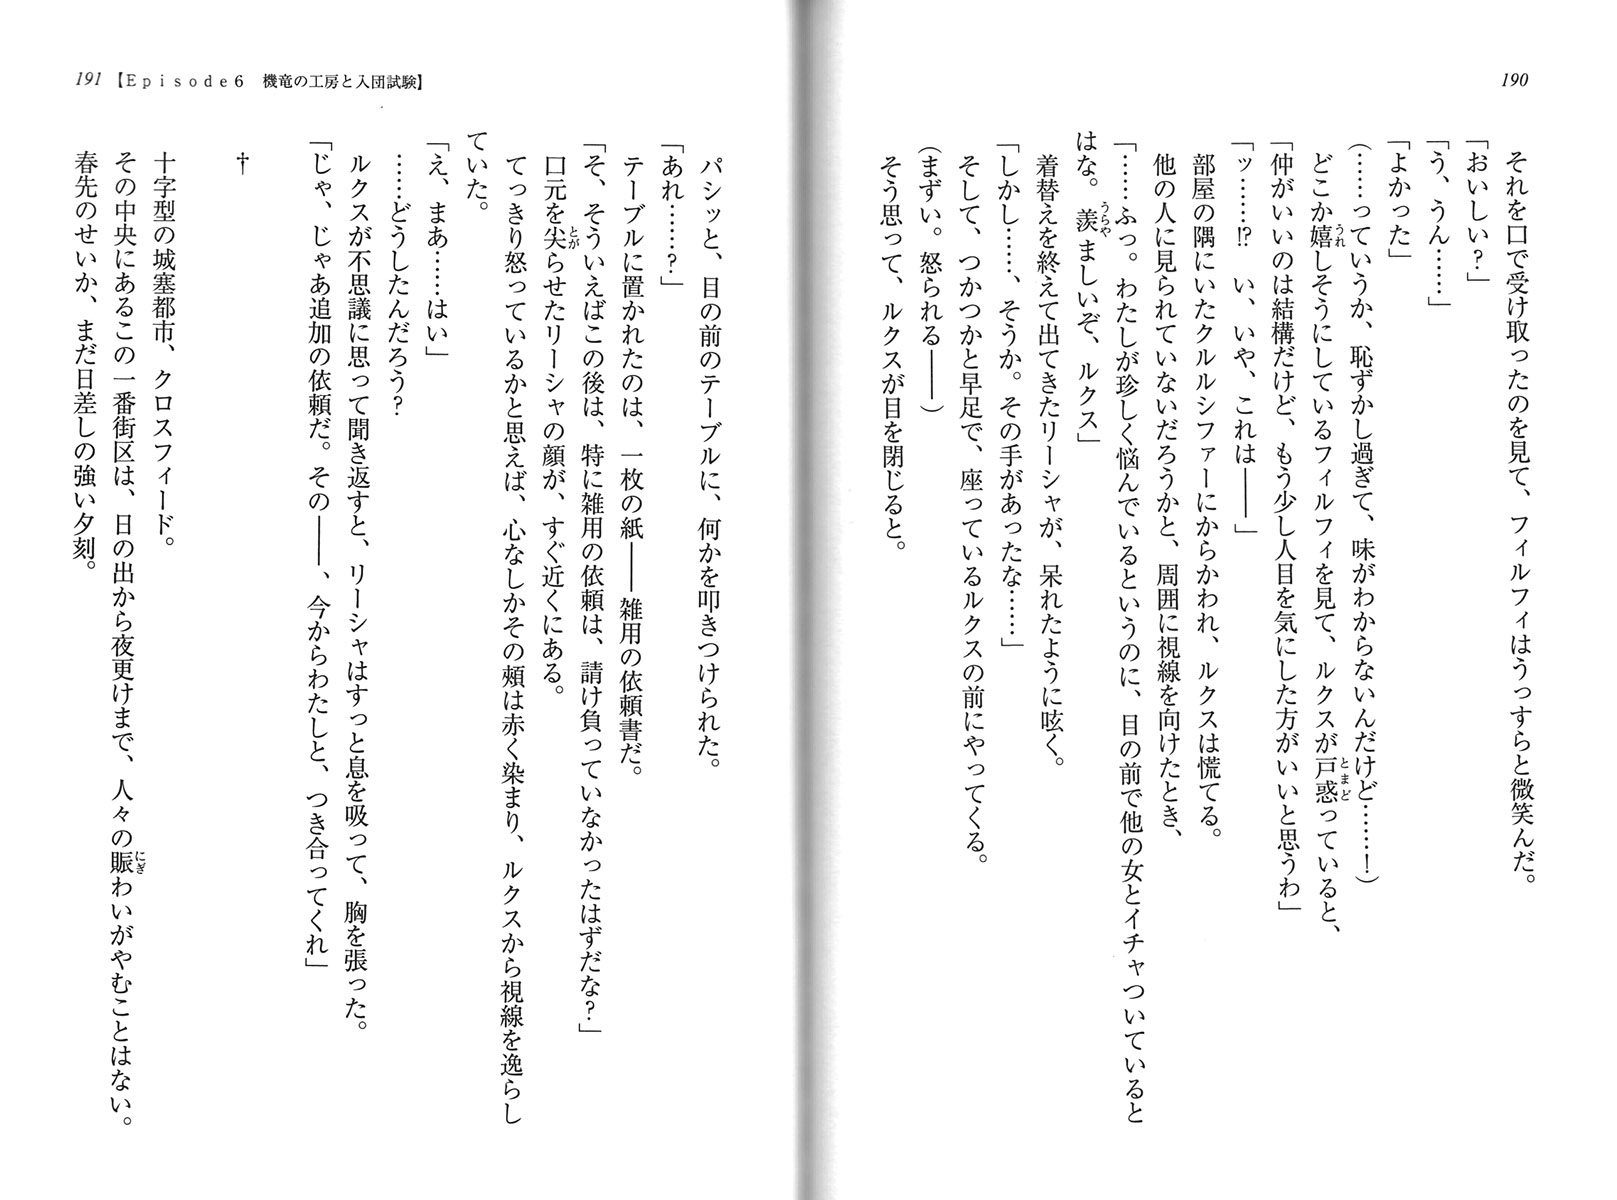 190
それを口で受け取ったのを見て、フィルフィはうっすらと微笑んだ。
「おいしい？」
「う、うん……」
「よかった」
（……っていうか、恥ずかし過ぎて、味がわからないんだけど……！）
どこか嬉しそうにしているフィルフィを見て、ルクスが戸惑っていると、
「仲がいいのは結構だけど、もう少し人目を気にした方がいいと思うわ」
「ッ……!?　い、いや、これは――」
部屋の隅にいたクルルシファーにからかわれ、ルクスは慌てる。
他の人に見られていないだろうかと、周囲に視線を向けたとき、
「……ふっ。わたしが珍しく悩んでいるというのに、目の前で他の女とイチャついていると
はな。羨ましいぞ、ルクス」
着替えを終えて出てきたリーシャが、呆れたように呟く。
「しかし……、そうか。その手があったな……」
そして、つかつかと早足で、座っているルクスの前にやってくる。
（まずい。怒られる――）
そう思って、ルクスが目を閉じると。
191【Episode6　機竜の工房と入団試験】
パシッと、目の前のテーブルに、何かを叩きつけられた。
「あれ……？」
テーブルに置かれたのは、一枚の紙――雑用の依頼書だ。
「そ、そういえばこの後は、特に雑用の依頼は、請け負っていなかったはずだな？」
口元を尖らせたリーシャの顔が、すぐ近くにある。
てっきり怒っているかと思えば、心なしかその頰は赤く染まり、ルクスから視線を逸らし
ていた。
「え、まあ……はい」
……どうしたんだろう？
ルクスが不思議に思って聞き返すと、リーシャはすっと息を吸って、胸を張った。
「じゃ、じゃあ追加の依頼だ。その――、今からわたしと、つき合ってくれ」
†
十字型の城塞都市、クロスフィード。
その中央にあるこの一番街区は、日の出から夜更けまで、人々の賑わいがやむことはない。
春先のせいか、まだ日差しの強い夕刻。